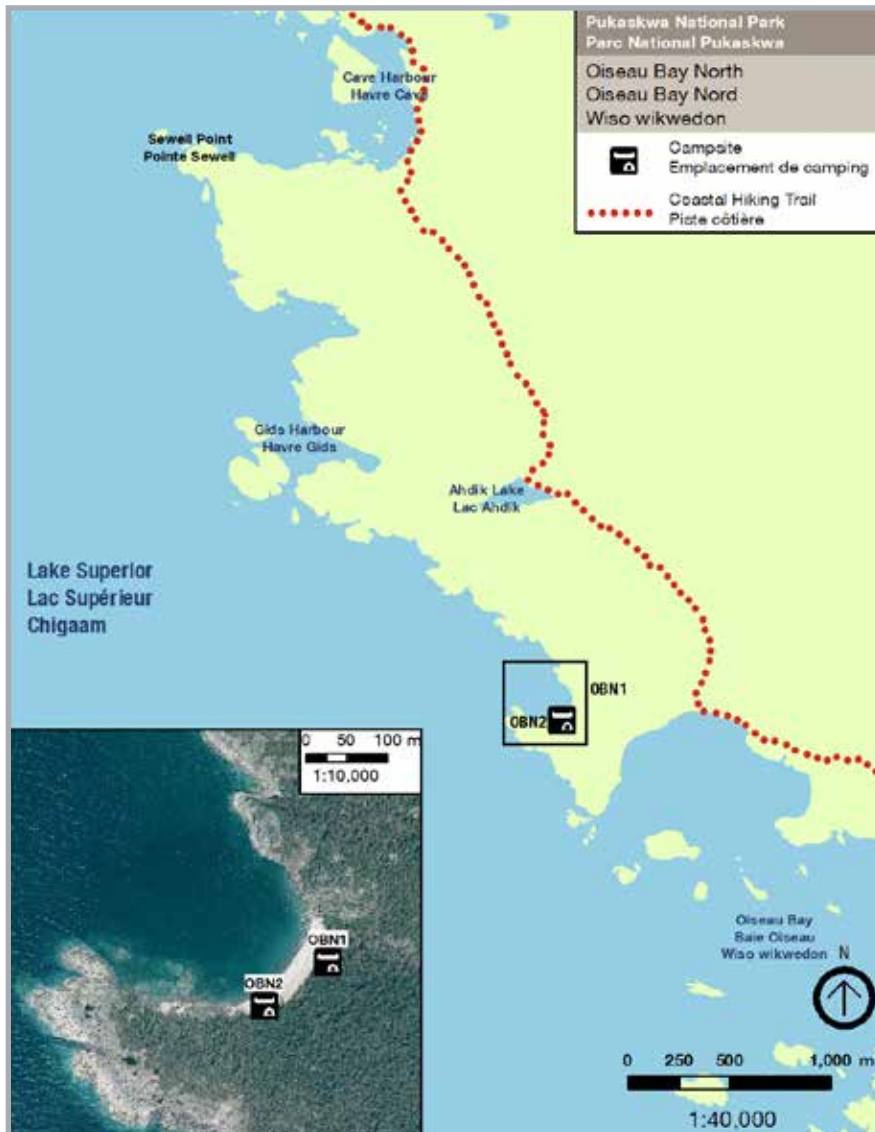 Pukaskwa National Park
Parc National Pukaskwa
Oiseau Bay North
Oiseau Bay Nord
Wiso wikwedon
Campsite
Emplacement de camping
Coastal Hiking Trail
Piste côtière
Cave Harbour
Havre Cave
Sewell Point
Pointe Sewell
Gids Harbour
Havre Gids
Ahdik Lake
Lac Ahdik
Lake Superior
Lac Supérieur
Chigaam
OBN1
OBN2
0 50 100 m
1:10,000
OBN1
OBN2
Oiseau Bay
Baie Oiseau
Wiso wikwedon
N
0 250 500 1,000 m
1:40,000